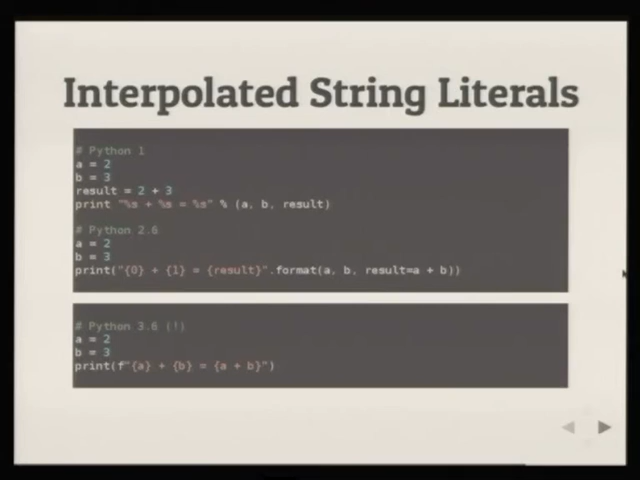 Interpolated String Literals
# Python 1
a = 2
b = 3
result = 2 + 3
print "%s + %s = %s" % (a, b, result)
# Python 2.6
a = 2
b = 3
print("{0} + {1} = {result}".format(a, b, result=a + b))
# Python 3.6 (!)
a = 2
b = 3
print(f"{a} + {b} = {a + b}")